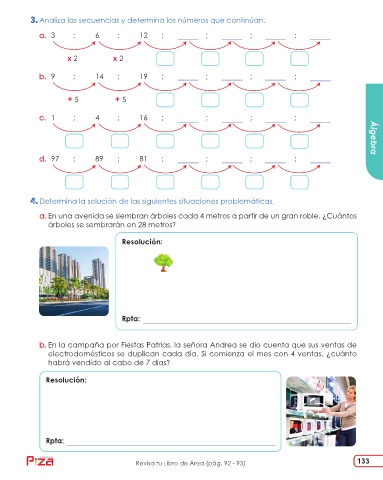 3. Analiza las secuencias y determina los números que continúan.
a. 3 ; 6 ; 12 ; ____ ; ____ ; ____ ; ____
x 2 x 2
b. 9 ; 14 ; 19 ; ____ ; ____ ; ____ ; ____
+ 5 + 5
c. 1 ; 4 ; 16 ; ____ ; ____ ; ____ ; ____
d. 97 ; 89 ; 81 ; ____ ; ____ ; ____ ; ____
Álgebra
4. Determina la solución de las siguientes situaciones problemáticas.
a. En una avenida se siembran árboles cada 4 metros a partir de un gran roble. ¿Cuántos
árboles se sembrarán en 28 metros?
Resolución:
Rpta:
b. En la campaña por Fiestas Patrias, la señora Andrea se dio cuenta que sus ventas de
electrodomésticos se duplican cada día. Si comienza el mes con 4 ventas, ¿cuánto
habrá vendido al cabo de 7 días?
Resolución:
Rpta:
Piza
Revisa tu Libro de Área (pág. 92 - 93)
133